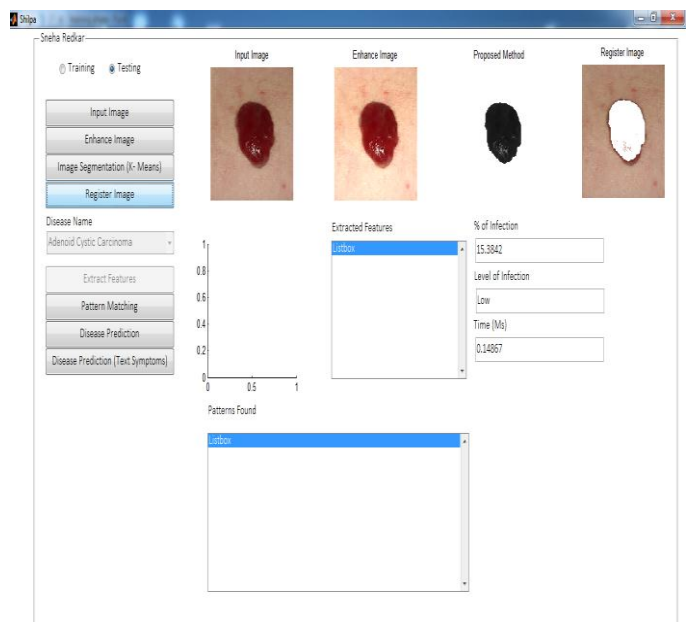 Shilpa
Sneha Redkar
Training
Testing
Input Image
Enhance Image
Proposed Method
Register Image
Input Image
Enhance Image
Image Segmentation (K- Means)
Register Image
Disease Name
Adenoid Cystic Carcinoma
Extract Features
Pattern Matching
Disease Prediction
Disease Prediction (Text Symptoms)
1
0.8
0.6
0.4
0.2
0
0
0.5
1
Extracted Features
Listbox
% of Infection
15.3842
Level of Infection
Low
Time (Ms)
0.14867
Patterns Found
Listbox